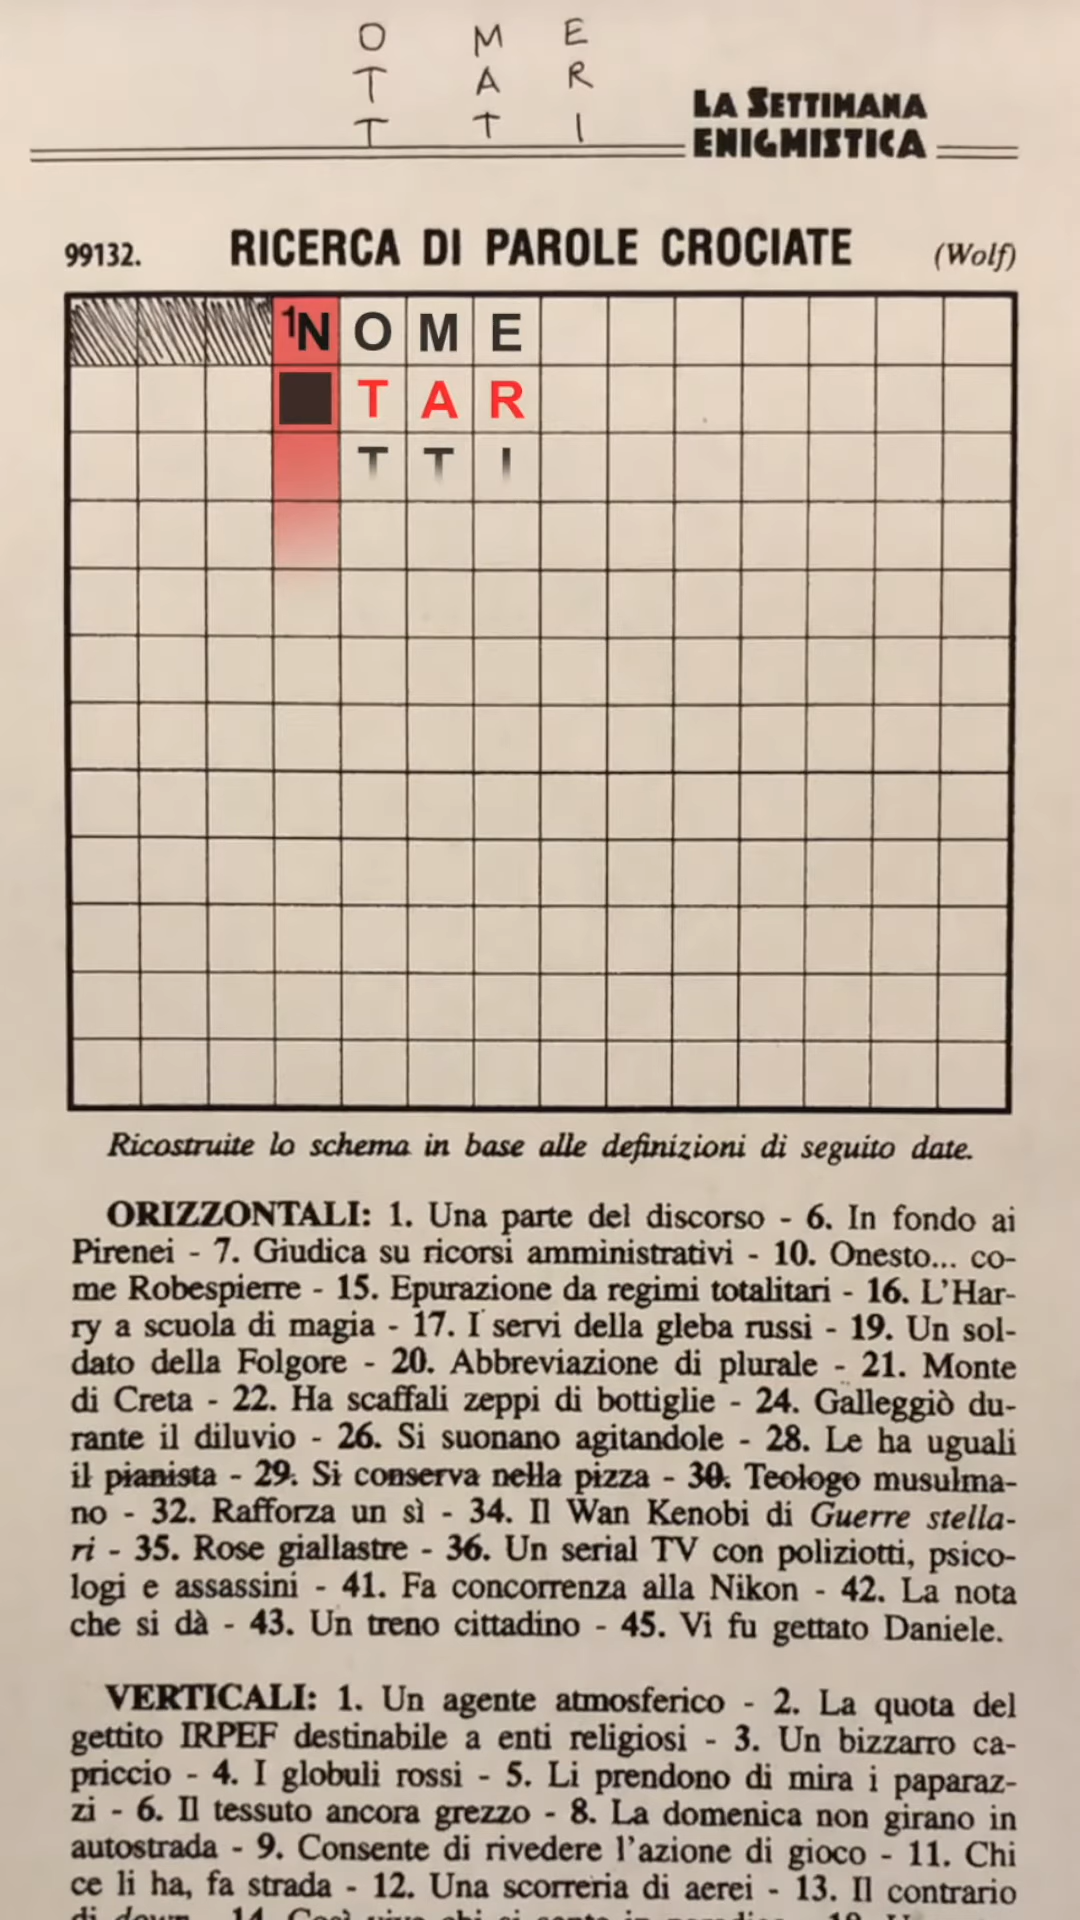 O M E
T A R
T T I
LA SETTIMANA
ENIGMISTICA
99132. RICERCA DI PAROLE CROCIATE (Wolf)
1N O M E
T A R
T T I
Ricostruite lo schema in base alle definizioni di seguito date.
ORIZZONTALI: 1. Una parte del discorso - 6. In fondo ai
Pirenei - 7. Giudica su ricorsi amministrativi - 10. Onesto... co-
me Robespierre - 15. Epurazione da regimi totalitari - 16. L'Har-
ry a scuola di magia - 17. I servi della gleba russi - 19. Un sol-
dato della Folgore - 20. Abbreviazione di plurale - 21. Monte
di Creta - 22. Ha scaffali zeppi di bottiglie - 24. Galleggiò du-
rante il diluvio - 26. Si suonano agitandole - 28. Le ha uguali
il pianista - 29. Si conserva nella pizza - 30. Teologo musulma-
no - 32. Rafforza un sì - 34. Il Wan Kenobi di Guerre stella-
ri - 35. Rose giallastre - 36. Un serial TV con poliziotti, psico-
logi e assassini - 41. Fa concorrenza alla Nikon - 42. La nota
che si dà - 43. Un treno cittadino - 45. Vi fu gettato Daniele.
VERTICALI: 1. Un agente atmosferico - 2. La quota del
gettito IRPEF destinabile a enti religiosi - 3. Un bizzarro ca-
priccio - 4. I globuli rossi - 5. Li prendono di mira i paparaz-
zi - 6. Il tessuto ancora grezzo - 8. La domenica non girano in
autostrada - 9. Consente di rivedere l'azione di gioco - 11. Chi
ce li ha, fa strada - 12. Una scorreria di aerei - 13. Il contrario